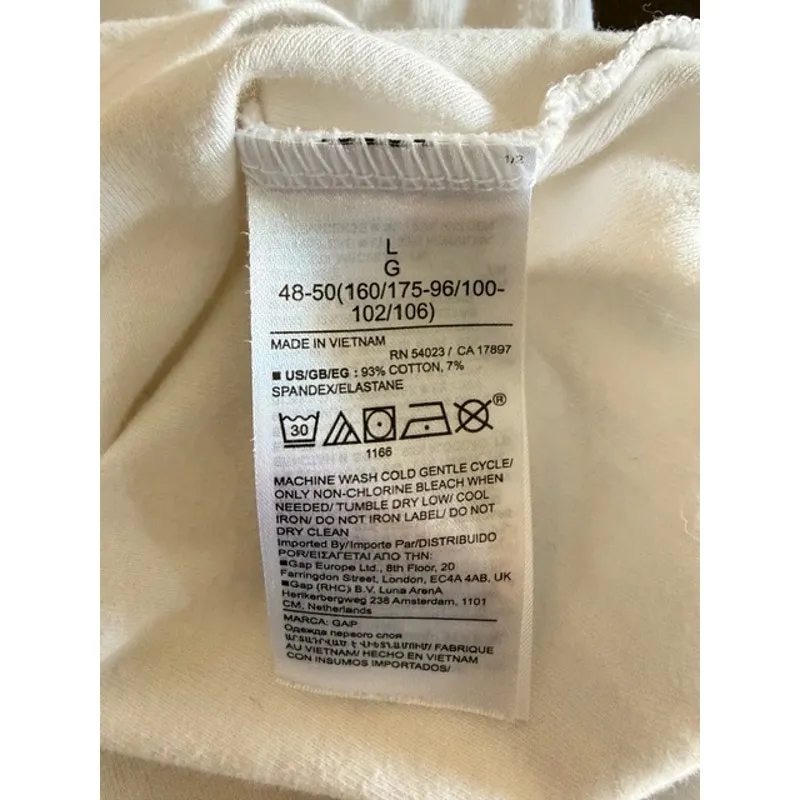 1/2
L
G
48-50(160/175-96/100-
102/106)
MADE IN VIETNAM
RN 54023 / CA 17897
■ US/GB/EG : 93% COTTON, 7%
SPANDEX/ELASTANE
30
®
1166
MACHINE WASH COLD GENTLE CYCLE/
ONLY NON-CHLORINE BLEACH WHEN
NEEDED/ TUMBLE DRY LOW/ COOL
IRON/ DO NOT IRON LABEL/ DO NOT
DRY CLEAN
Imported By/Importe Par/DISTRIBUIDO
POR/ΕΙΣΑΓΕΤΑΙ ΑΠΟ ΤΗΝ:
■Gap Europe Ltd., 8th Floor, 20
Farringdon Street, London, EC4A 4AB, UK
■Gap (RHC) B.V. Luna ArenA
Herikerbergweg 238 Amsterdam, 1101
CM, Netherlands
MARCA: GAP
Одежда первого слоя
ԱՐՏԱԴՐՎԱԾ Է ՎԻԵՏՆԱՄՈՒՄ/ FABRIQUE
AU VIETNAM/ HECHO EN VIETNAM
CON INSUMOS IMPORTADOS/